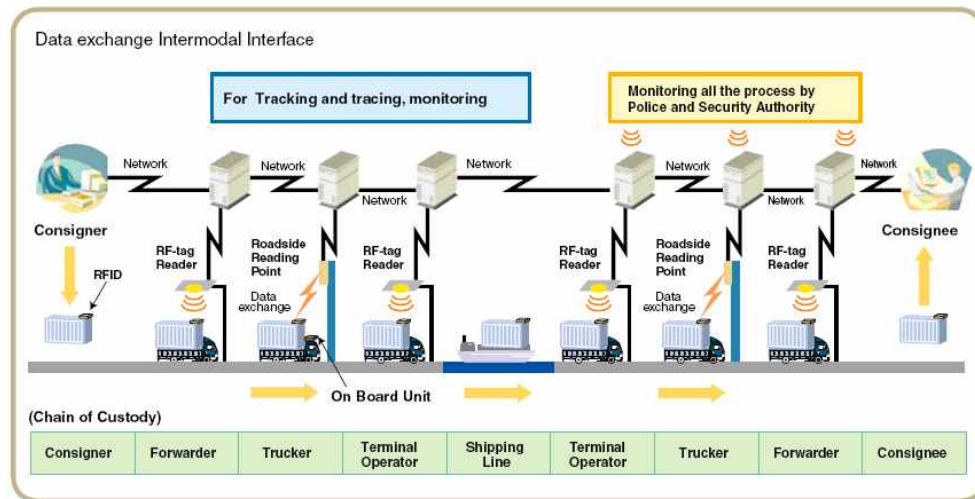 Data exchange Intermodal Interface
For Tracking and tracing, monitoring
Monitoring all the process by
Police and Security Authority
Network
Network
Network
Network
Network
Network
Network
Network
Consigner
Consignee
RFID
RF-tag
Reader
Roadside
Reading
Point
Data
exchange
RF-tag
Reader
RF-tag
Reader
Roadside
Reading
Point
Data
exchange
RF-tag
Reader
On Board Unit
(Chain of Custody)
Consigner
Forwarder
Trucker
Terminal
Operator
Shipping
Line
Terminal
Operator
Trucker
Forwarder
Consignee